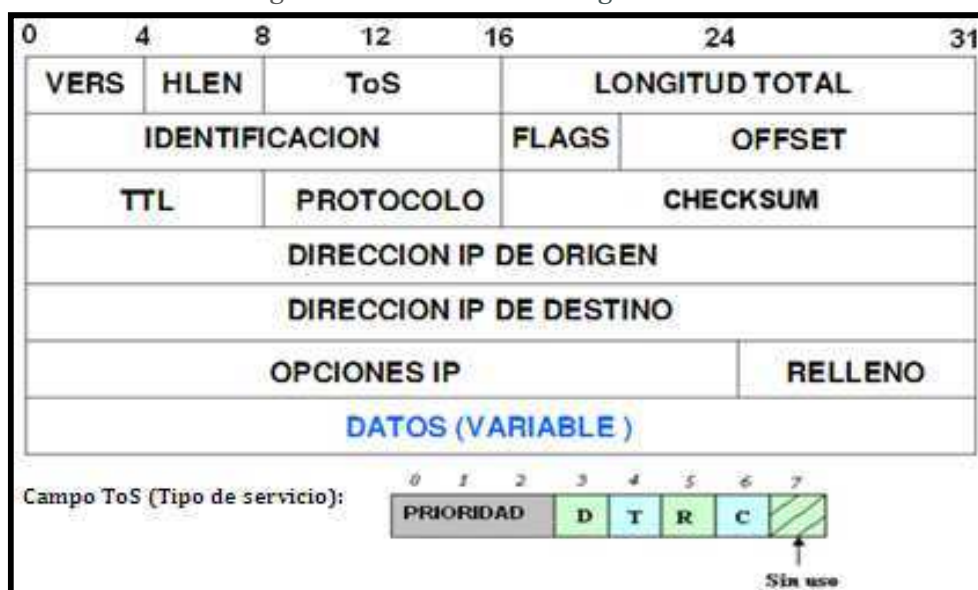 0 4 8 12 16 24 31
VERS HLEN ToS LONGITUD TOTAL
IDENTIFICACION FLAGS OFFSET
TTL PROTOCOLO CHECKSUM
DIRECCION IP DE ORIGEN
DIRECCION IP DE DESTINO
OPCIONES IP RELLENO
DATOS (VARIABLE )
0 1 2 3 4 5 6 7
Campo ToS (Tipo de servicio):
PRIORIDAD D T R C
Sin uso